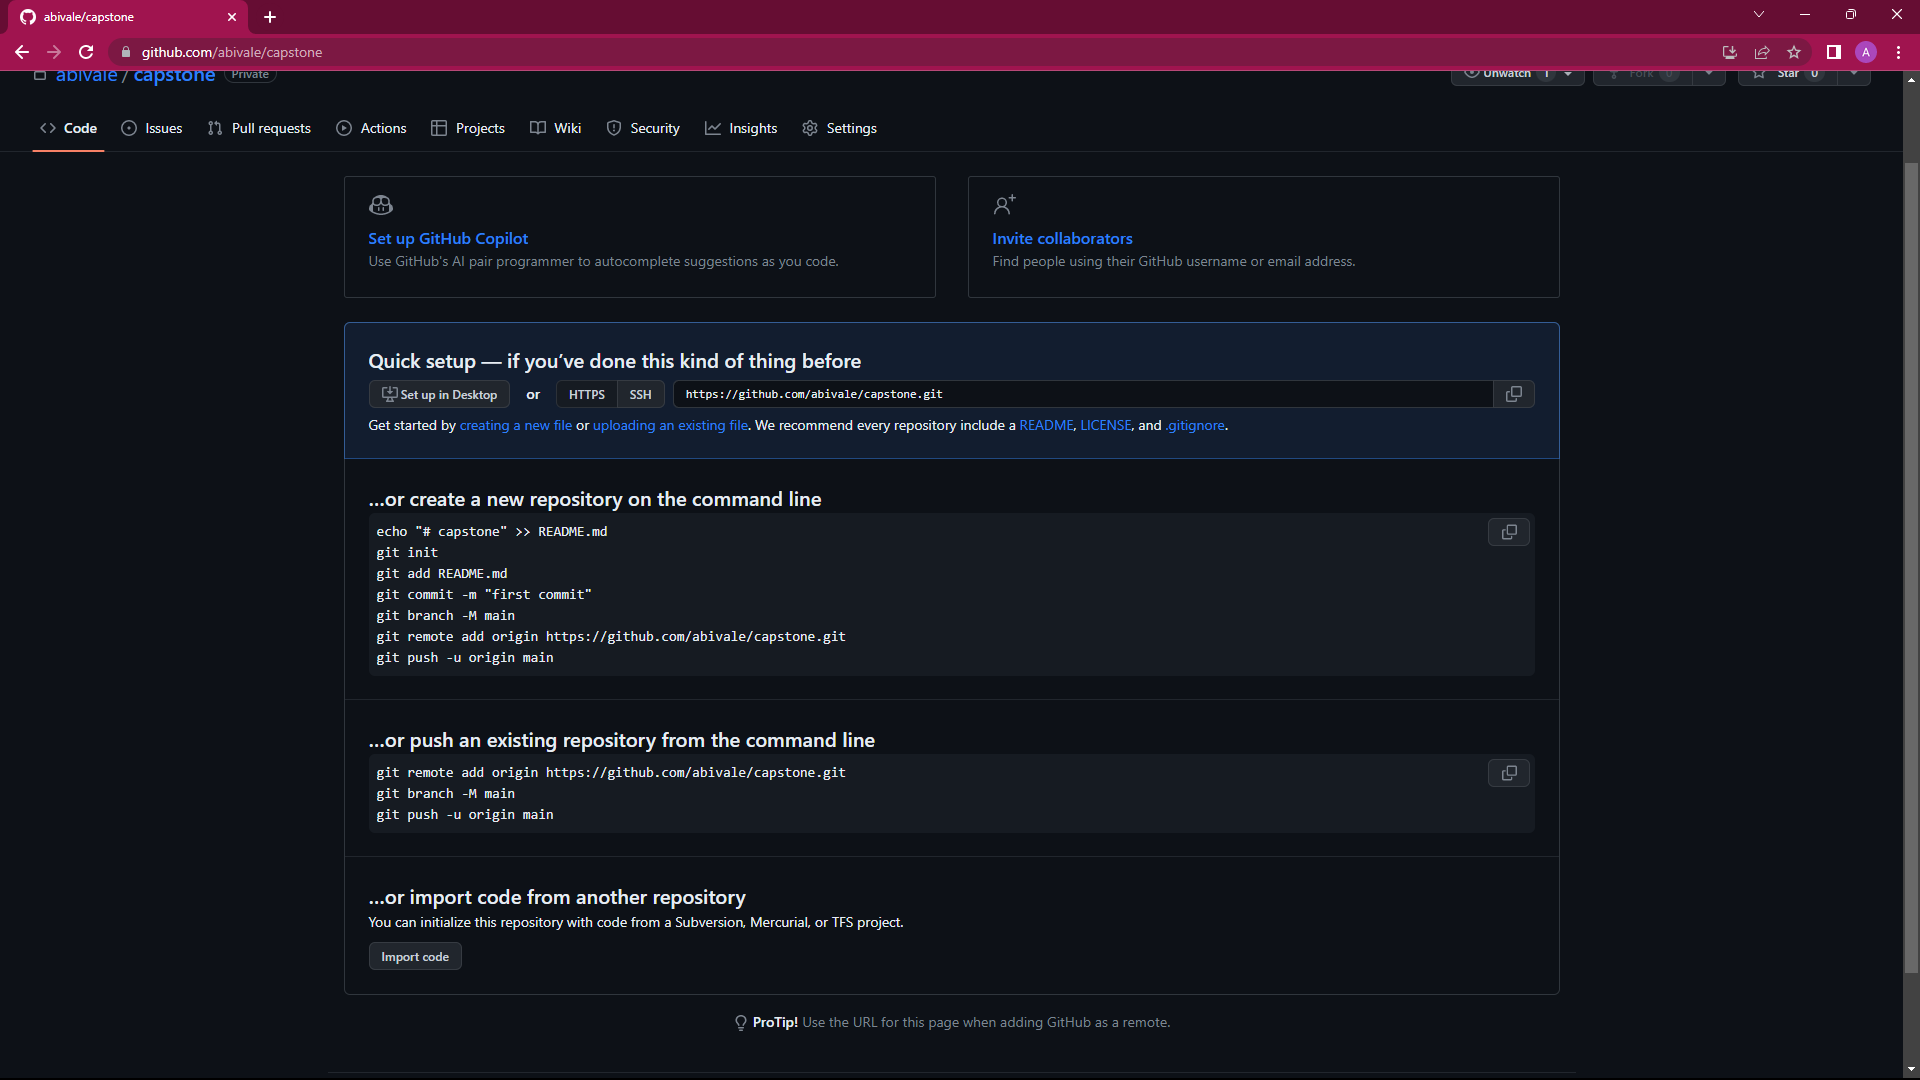 abivale/capstone
github.com/abivale/capstone
A
abivale / capstone Private
Unwatch 1
Fork 0
Star 0
Code
Issues
Pull requests
Actions
Projects
Wiki
Security
Insights
Settings
Set up GitHub Copilot
Use GitHub's AI pair programmer to autocomplete suggestions as you code.
Invite collaborators
Find people using their GitHub username or email address.
Quick setup — if you’ve done this kind of thing before
Set up in Desktop or HTTPS SSH https://github.com/abivale/capstone.git
Get started by creating a new file or uploading an existing file. We recommend every repository include a README, LICENSE, and .gitignore.
…or create a new repository on the command line
echo "# capstone" >> README.md
git init
git add README.md
git commit -m "first commit"
git branch -M main
git remote add origin https://github.com/abivale/capstone.git
git push -u origin main
…or push an existing repository from the command line
git remote add origin https://github.com/abivale/capstone.git
git branch -M main
git push -u origin main
…or import code from another repository
You can initialize this repository with code from a Subversion, Mercurial, or TFS project.
Import code
ProTip! Use the URL for this page when adding GitHub as a remote.